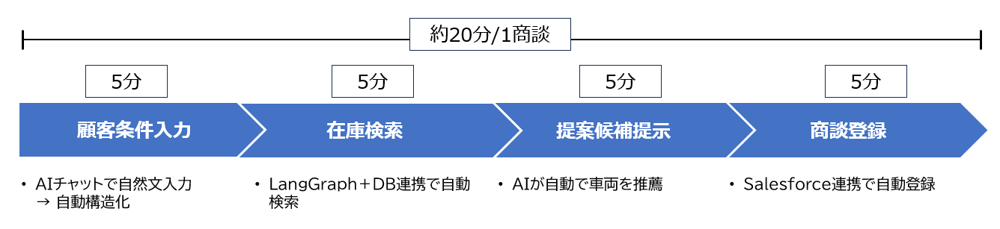 約20分/1商談
5分
5分
5分
5分
顧客条件入力
在庫検索
提案候補提示
商談登録
• AIチャットで自然文入力
→ 自動構造化
• LangGraph+DB連携で自動
検索
• AIが自動で車両を推薦
• Salesforce連携で自動登録